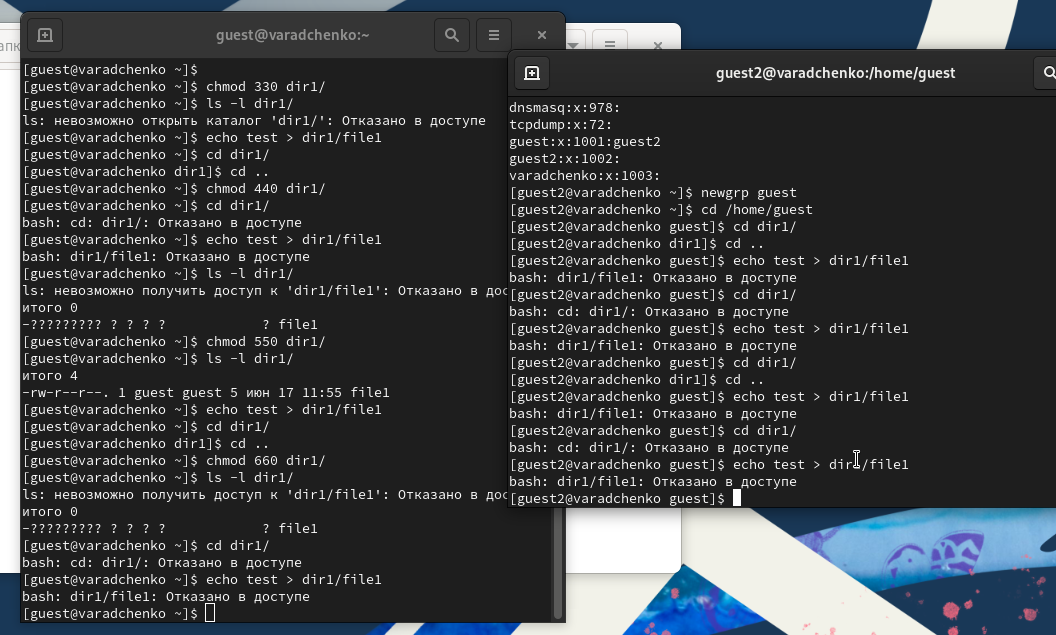 апк
guest@varadchenko:~
[guest@varadchenko ~]$
[guest@varadchenko ~]$ chmod 330 dir1/
[guest@varadchenko ~]$ ls -l dir1/
ls: невозможно открыть каталог 'dir1/': Отказано в доступе
[guest@varadchenko ~]$ echo test > dir1/file1
[guest@varadchenko ~]$ cd dir1/
[guest@varadchenko dir1]$ cd ..
[guest@varadchenko ~]$ chmod 440 dir1/
[guest@varadchenko ~]$ cd dir1/
bash: cd: dir1/: Отказано в доступе
[guest@varadchenko ~]$ echo test > dir1/file1
bash: dir1/file1: Отказано в доступе
[guest@varadchenko ~]$ ls -l dir1/
ls: невозможно получить доступ к 'dir1/file1': Отказано в дос
итого 0
-????????? ? ? ? ?            ? file1
[guest@varadchenko ~]$ chmod 550 dir1/
[guest@varadchenko ~]$ ls -l dir1/
итого 4
-rw-r--r--. 1 guest guest 5 июн 17 11:55 file1
[guest@varadchenko ~]$ echo test > dir1/file1
[guest@varadchenko ~]$ cd dir1/
[guest@varadchenko dir1]$ cd ..
[guest@varadchenko ~]$ chmod 660 dir1/
[guest@varadchenko ~]$ ls -l dir1/
ls: невозможно получить доступ к 'dir1/file1': Отказано в дос
итого 0
-????????? ? ? ? ?            ? file1
[guest@varadchenko ~]$ cd dir1/
bash: cd: dir1/: Отказано в доступе
[guest@varadchenko ~]$ echo test > dir1/file1
bash: dir1/file1: Отказано в доступе
[guest@varadchenko ~]$
guest2@varadchenko:/home/guest
dnsmasq:x:978:
tcpdump:x:72:
guest:x:1001:guest2
guest2:x:1002:
varadchenko:x:1003:
[guest2@varadchenko ~]$ newgrp guest
[guest2@varadchenko ~]$ cd /home/guest
[guest2@varadchenko guest]$ cd dir1/
[guest2@varadchenko dir1]$ cd ..
[guest2@varadchenko guest]$ echo test > dir1/file1
bash: dir1/file1: Отказано в доступе
[guest2@varadchenko guest]$ cd dir1/
bash: cd: dir1/: Отказано в доступе
[guest2@varadchenko guest]$ echo test > dir1/file1
bash: dir1/file1: Отказано в доступе
[guest2@varadchenko guest]$ cd dir1/
[guest2@varadchenko dir1]$ cd ..
[guest2@varadchenko guest]$ echo test > dir1/file1
bash: dir1/file1: Отказано в доступе
[guest2@varadchenko guest]$ cd dir1/
bash: cd: dir1/: Отказано в доступе
[guest2@varadchenko guest]$ echo test > dir1/file1
bash: dir1/file1: Отказано в доступе
[guest2@varadchenko guest]$